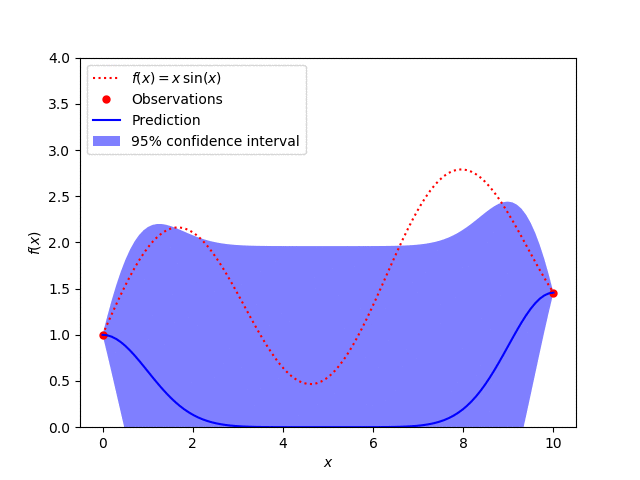 f(x) = x sin(x)
Observations
Prediction
95% confidence interval
4.0
3.5
3.0
2.5
2.0
1.5
1.0
0.5
0.0
f(x)
0 2 4 6 8 10
x